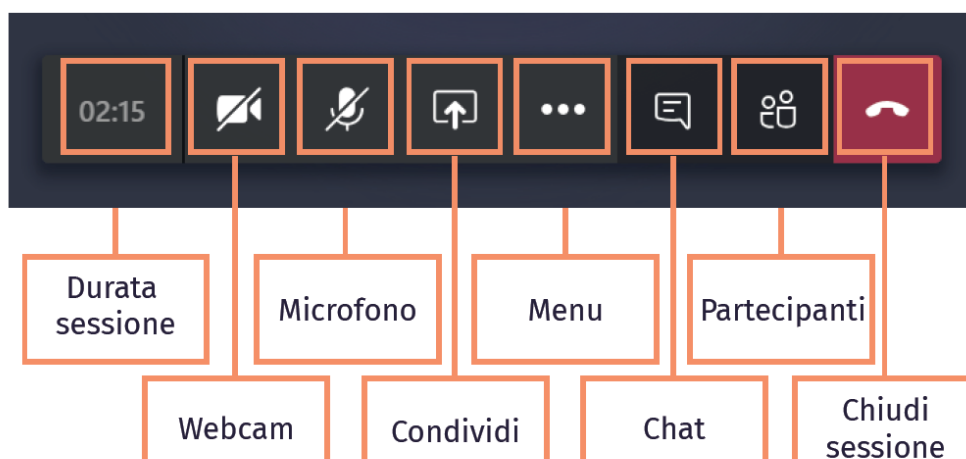 02:15
Durata
sessione
Microfono
Menu
Partecipanti
Webcam
Condividi
Chat
Chiudi
sessione